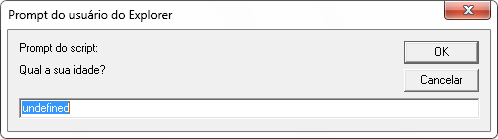 Prompt do usuário do Explorer
Prompt do script:
OK
Qual a sua idade?
Cancelar
undefined